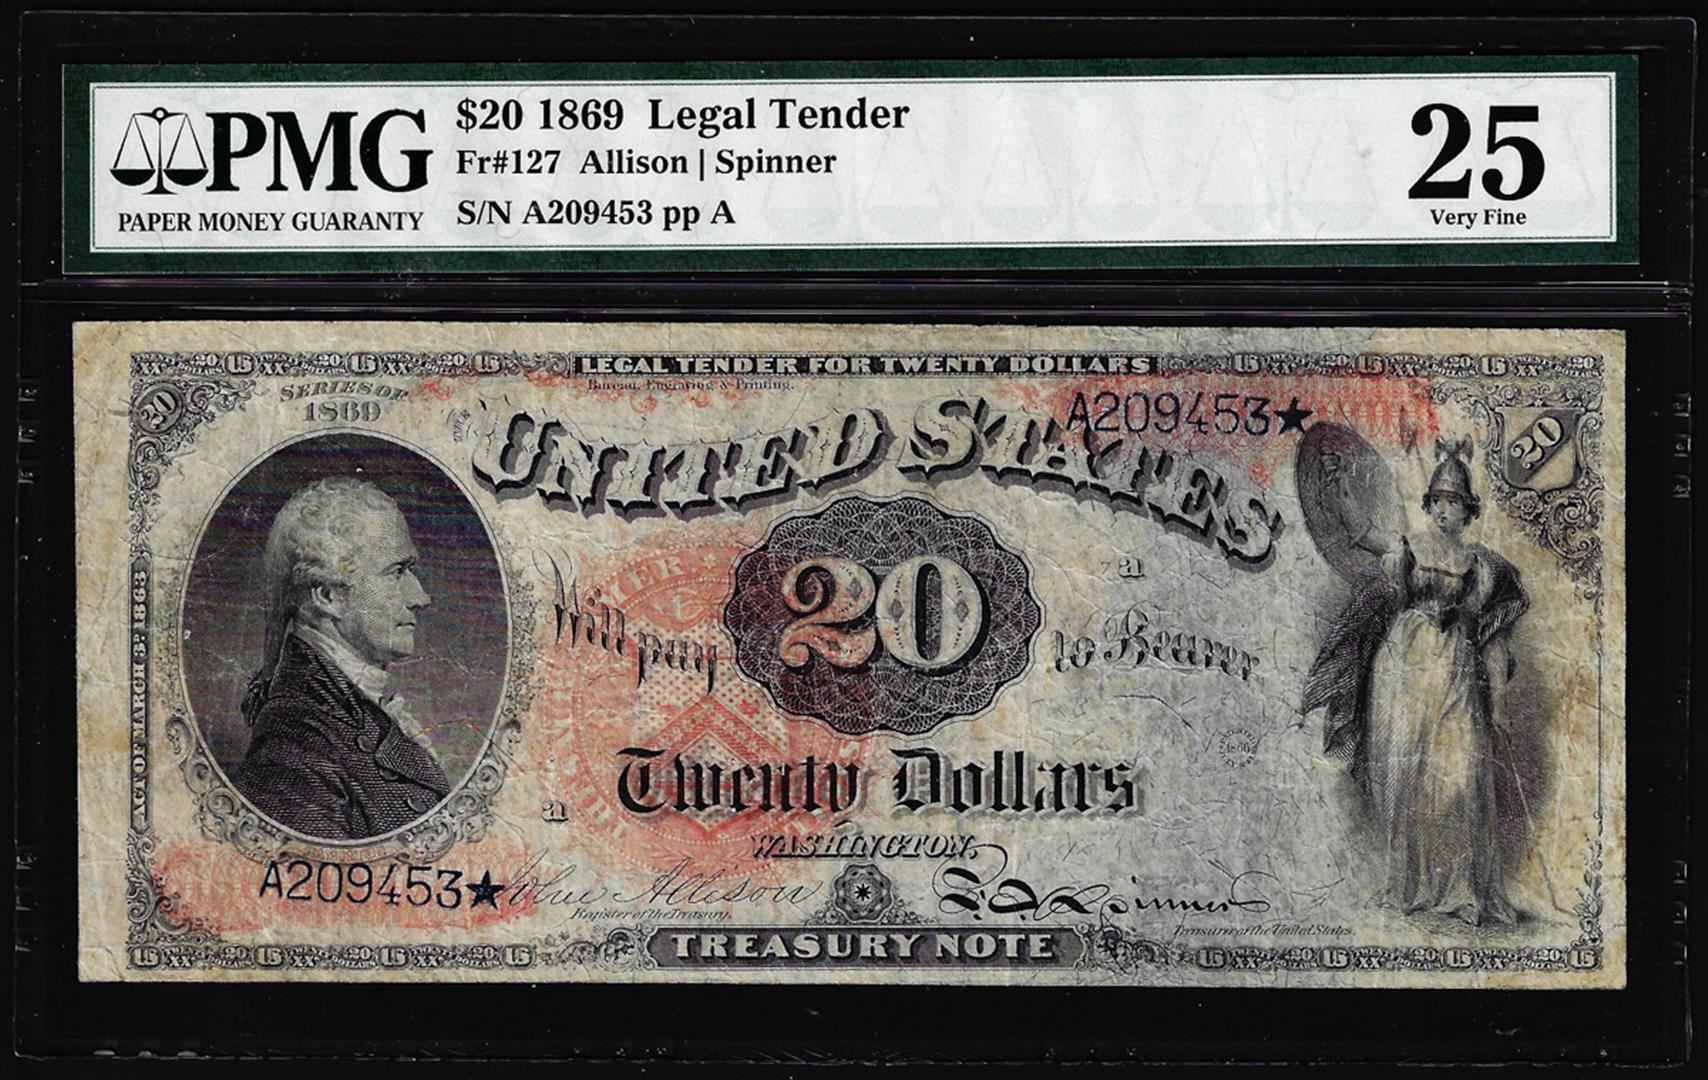 PMG
PAPER MONEY GUARANTY
$20 1869 Legal Tender
Fr#127 Allison | Spinner
S/N A209453 pp A
25
Very Fine
LEGAL TENDER FOR TWENTY DOLLARS
Bureau, Engraving & Printing.
SERIES OF
1869
20
UNITED STATES
A209453★
20
ACT OF MARCH 3D. 1863
Will pay
20
a
to Bearer
a
Twenty Dollars
WASHINGTON,
A209453★
John Allison
Register of the Treasury.
F. E. Spinner
Treasurer of the United States.
TREASURY NOTE